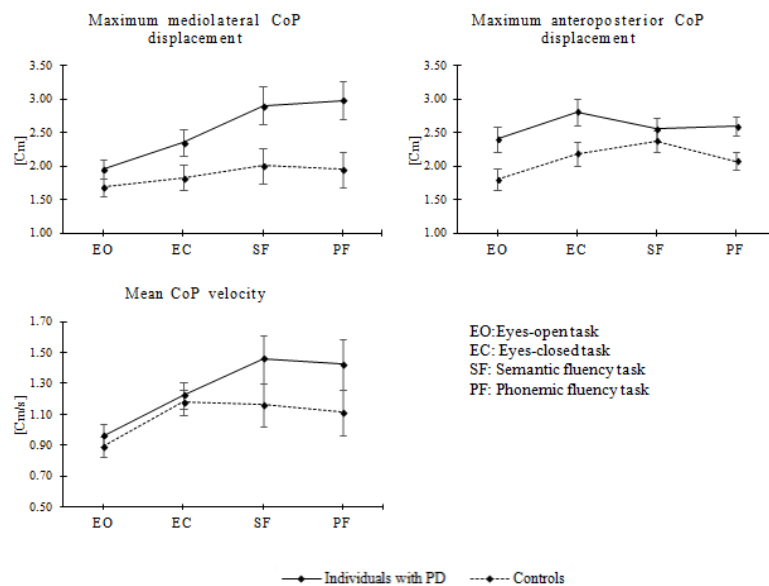 Maximum mediolateral CoP
displacement
3.50
3.00
2.50
2.00
1.50
1.00
[Cm]
EO EC SF PF
Maximum anteroposterior CoP
displacement
3.50
3.00
2.50
2.00
1.50
1.00
[Cm]
EO EC SF PF
Mean CoP velocity
1.70
1.50
1.30
1.10
0.90
0.70
0.50
[Cm/s]
EO EC SF PF
EO:Eyes-open task
EC: Eyes-closed task
SF: Semantic fluency task
PF: Phonemic fluency task
Individuals with PD Controls